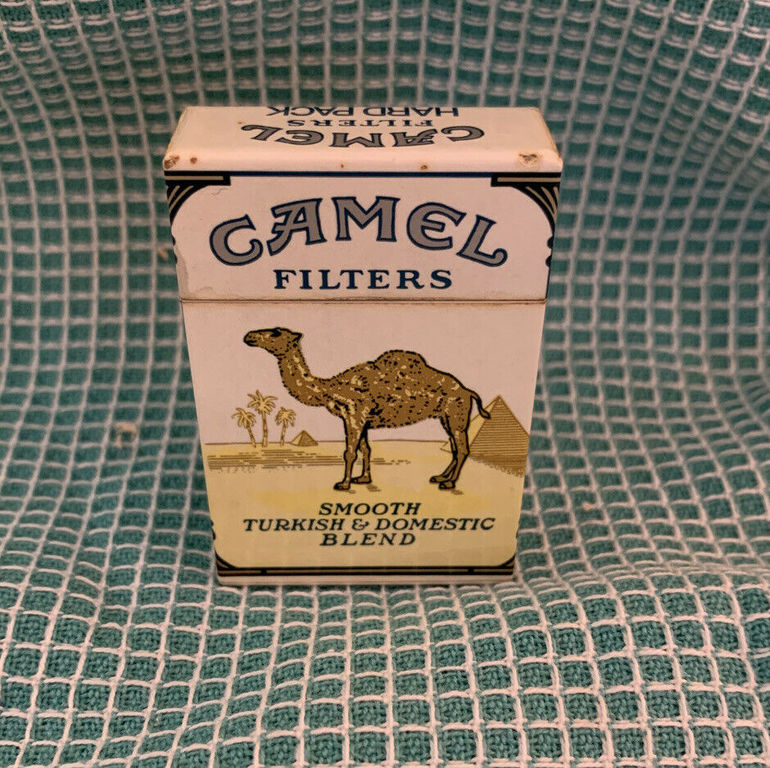 CAMEL
FILTERS
HARD PACK
CAMEL
FILTERS
SMOOTH
TURKISH & DOMESTIC
BLEND